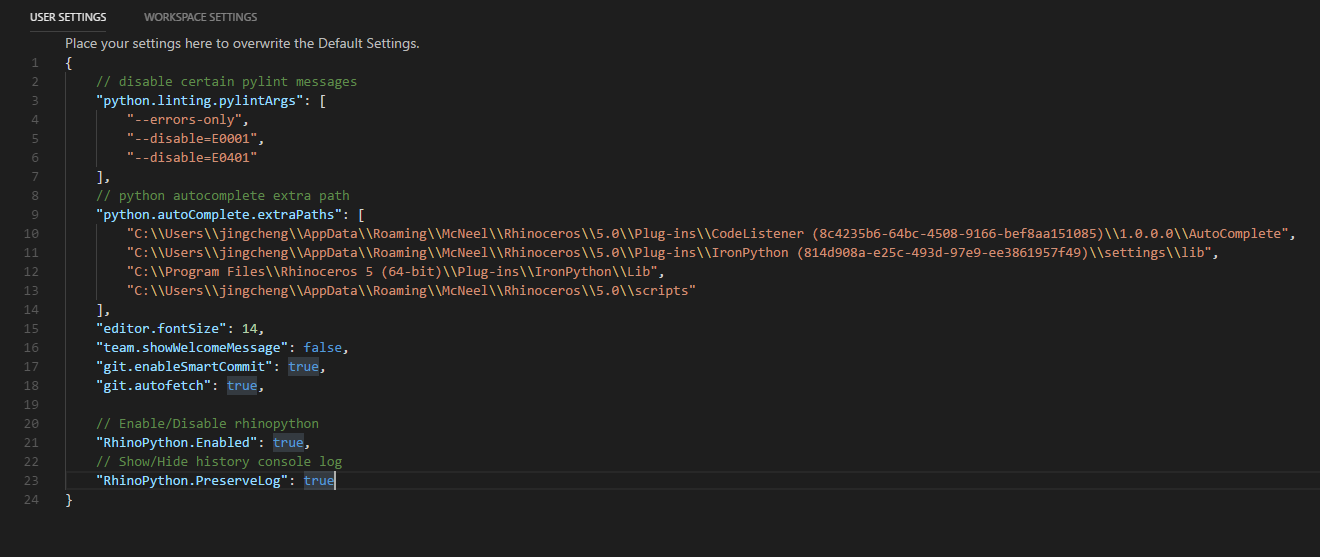 USER SETTINGS WORKSPACE SETTINGS
Place your settings here to overwrite the Default Settings.
1 {
2 // disable certain pylint messages
3 "python.linting.pylintArgs": [
4 "--errors-only",
5 "--disable=E0001",
6 "--disable=E0401"
7 ],
8 // python autocomplete extra path
9 "python.autoComplete.extraPaths": [
10 "C:\\Users\\jingcheng\\AppData\\Roaming\\McNeel\\Rhinoceros\\5.0\\Plug-ins\\CodeListener (8c4235b6-64bc-4508-9166-bef8aa151085)\\1.0.0.0\\AutoComplete",
11 "C:\\Users\\jingcheng\\AppData\\Roaming\\McNeel\\Rhinoceros\\5.0\\Plug-ins\\IronPython (814d908a-e25c-493d-97e9-ee3861957f49)\\settings\\lib",
12 "C:\\Program Files\\Rhinoceros 5 (64-bit)\\Plug-ins\\IronPython\\Lib",
13 "C:\\Users\\jingcheng\\AppData\\Roaming\\McNeel\\Rhinoceros\\5.0\\scripts"
14 ],
15 "editor.fontSize": 14,
16 "team.showWelcomeMessage": false,
17 "git.enableSmartCommit": true,
18 "git.autofetch": true,
19
20 // Enable/Disable rhinopython
21 "RhinoPython.Enabled": true,
22 // Show/Hide history console log
23 "RhinoPython.PreserveLog": true
24 }